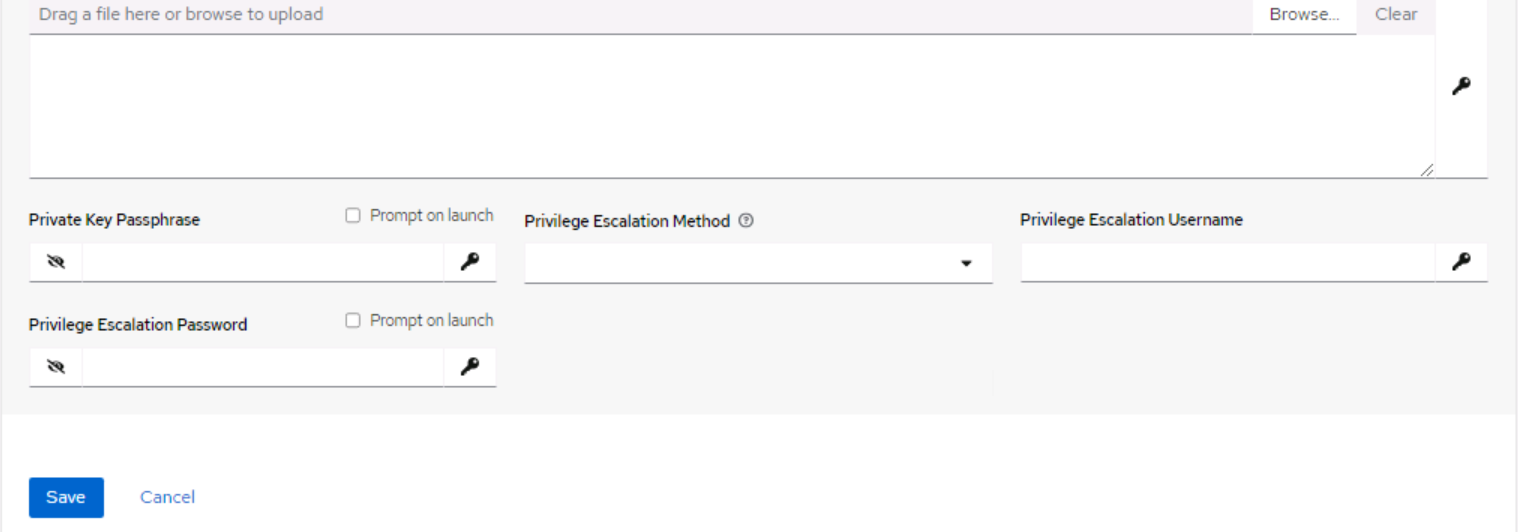 Drag a file here or browse to upload Browse... Clear
Private Key Passphrase Prompt on launch Privilege Escalation Method Privilege Escalation Username
Privilege Escalation Password Prompt on launch
Save Cancel